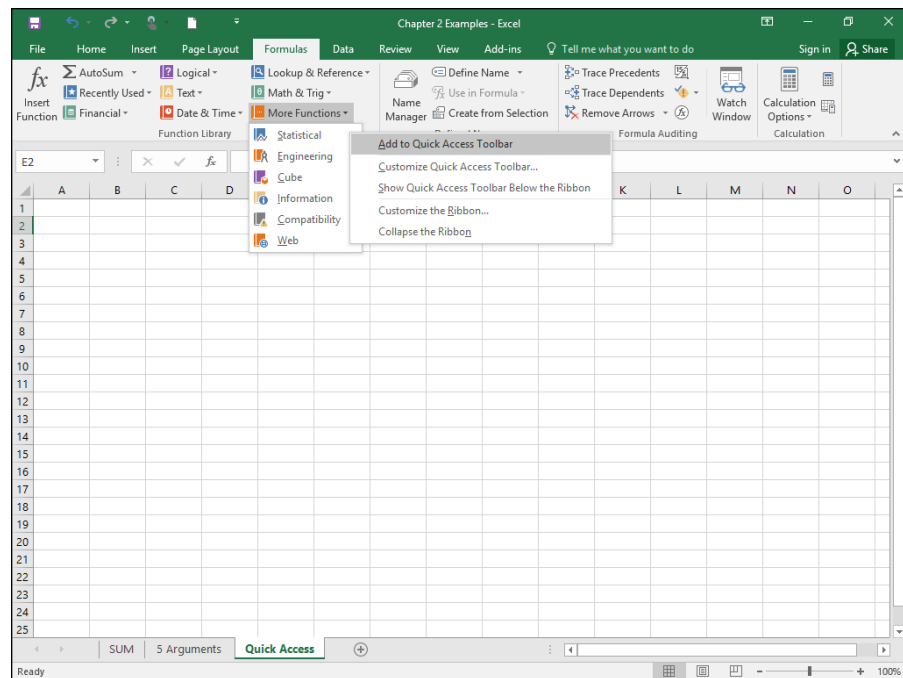 Chapter 2 Examples - Excel
File Home Insert Page Layout Formulas Data Review View Add-ins Tell me what you want to do Sign in Share
fx Insert Function
AutoSum
Recently Used
Financial
Logical
Text
Date & Time
Lookup & Reference
Math & Trig
More Functions
Function Library
Name Manager
Define Name
Use in Formula
Create from Selection
Trace Precedents
Trace Dependents
Remove Arrows
Formula Auditing
Watch Window
Calculation Options
Calculation
Statistical
Engineering
Cube
Information
Compatibility
Web
Add to Quick Access Toolbar
Customize Quick Access Toolbar...
Show Quick Access Toolbar Below the Ribbon
Customize the Ribbon...
Collapse the Ribbon
E2 fx
A B C D K L M N O
1
2
3
4
5
6
7
8
9
10
11
12
13
14
15
16
17
18
19
20
21
22
23
24
25
SUM 5 Arguments Quick Access
Ready 100%